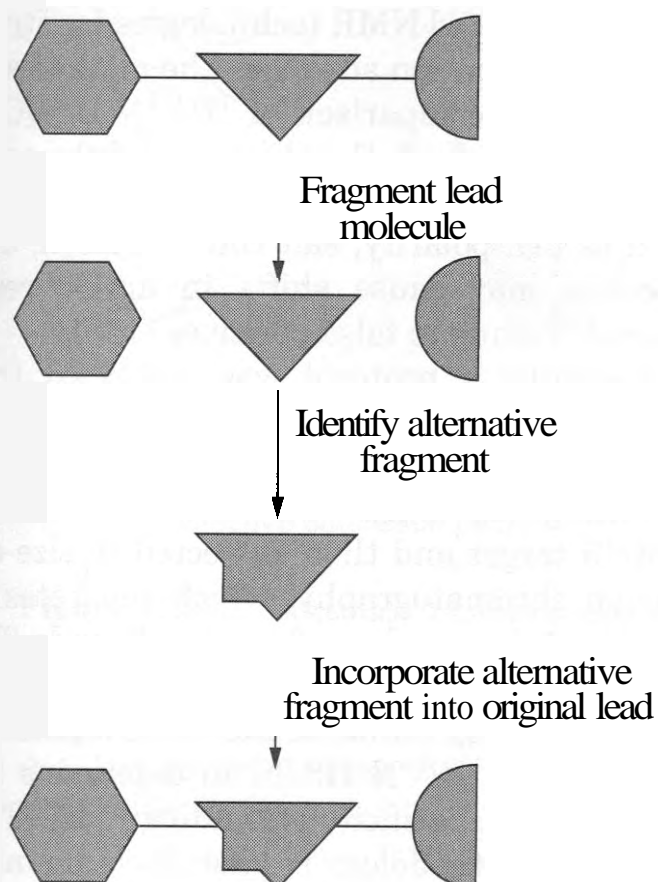 Fragment lead
molecule
Identify alternative
fragment
Incorporate alternative
fragment into original lead